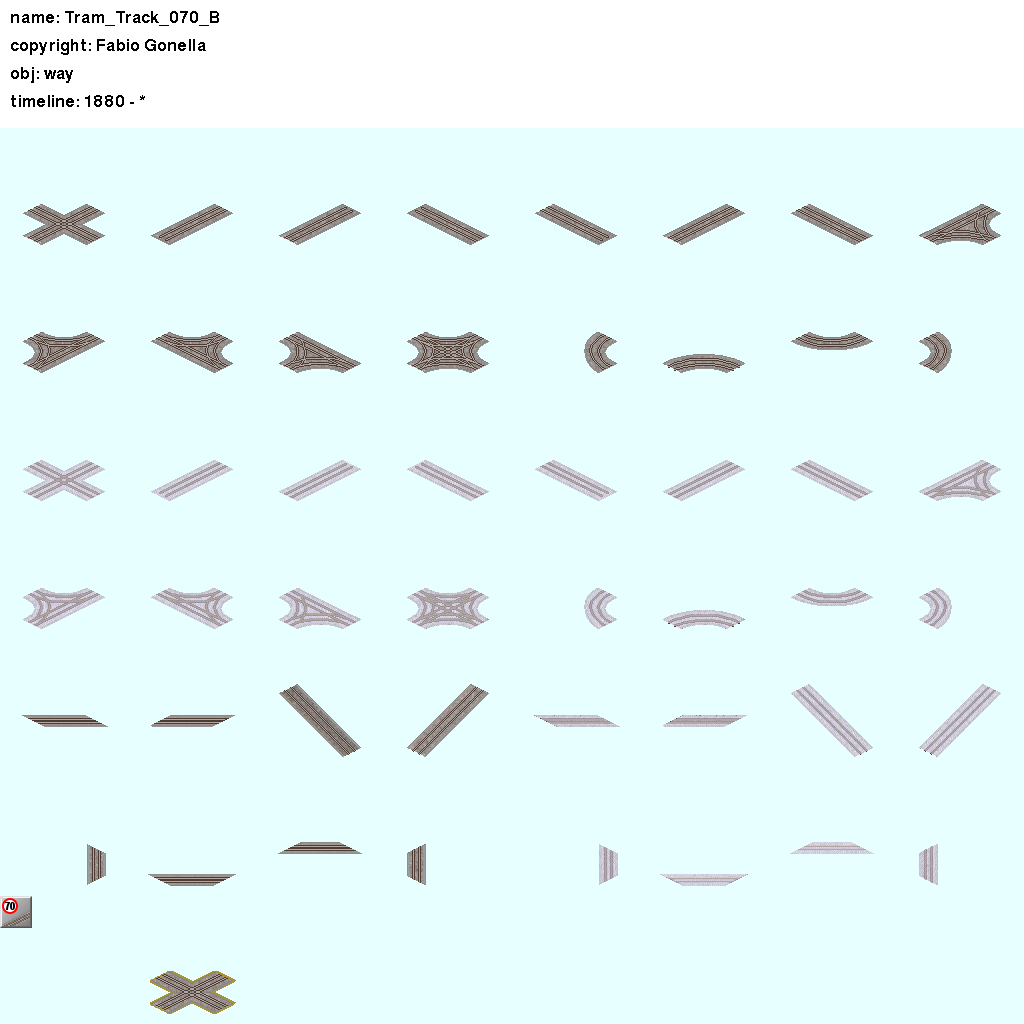 name: Tram_Track_070_B
copyright: Fabio Gonella
obj: way
timeline: 1880 - *
70